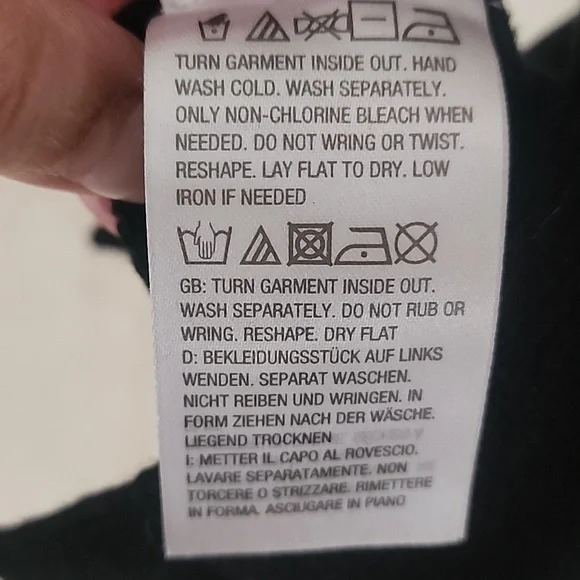 TURN GARMENT INSIDE OUT. HAND
WASH COLD. WASH SEPARATELY.
ONLY NON-CHLORINE BLEACH WHEN
NEEDED. DO NOT WRING OR TWIST.
RESHAPE. LAY FLAT TO DRY. LOW
IRON IF NEEDED
GB: TURN GARMENT INSIDE OUT.
WASH SEPARATELY. DO NOT RUB OR
WRING. RESHAPE. DRY FLAT
D: BEKLEIDUNGSSTÜCK AUF LINKS
WENDEN. SEPARAT WASCHEN.
NICHT REIBEN UND WRINGEN. IN
FORM ZIEHEN NACH DER WÄSCHE.
LIEGEND TROCKNEN
I: METTER IL CAPO AL ROVESCIO.
LAVARE SEPARATAMENTE. NON
TORCERE O STRIZZARE. RIMETTERE
IN FORMA. ASCIUGARE IN PIANO